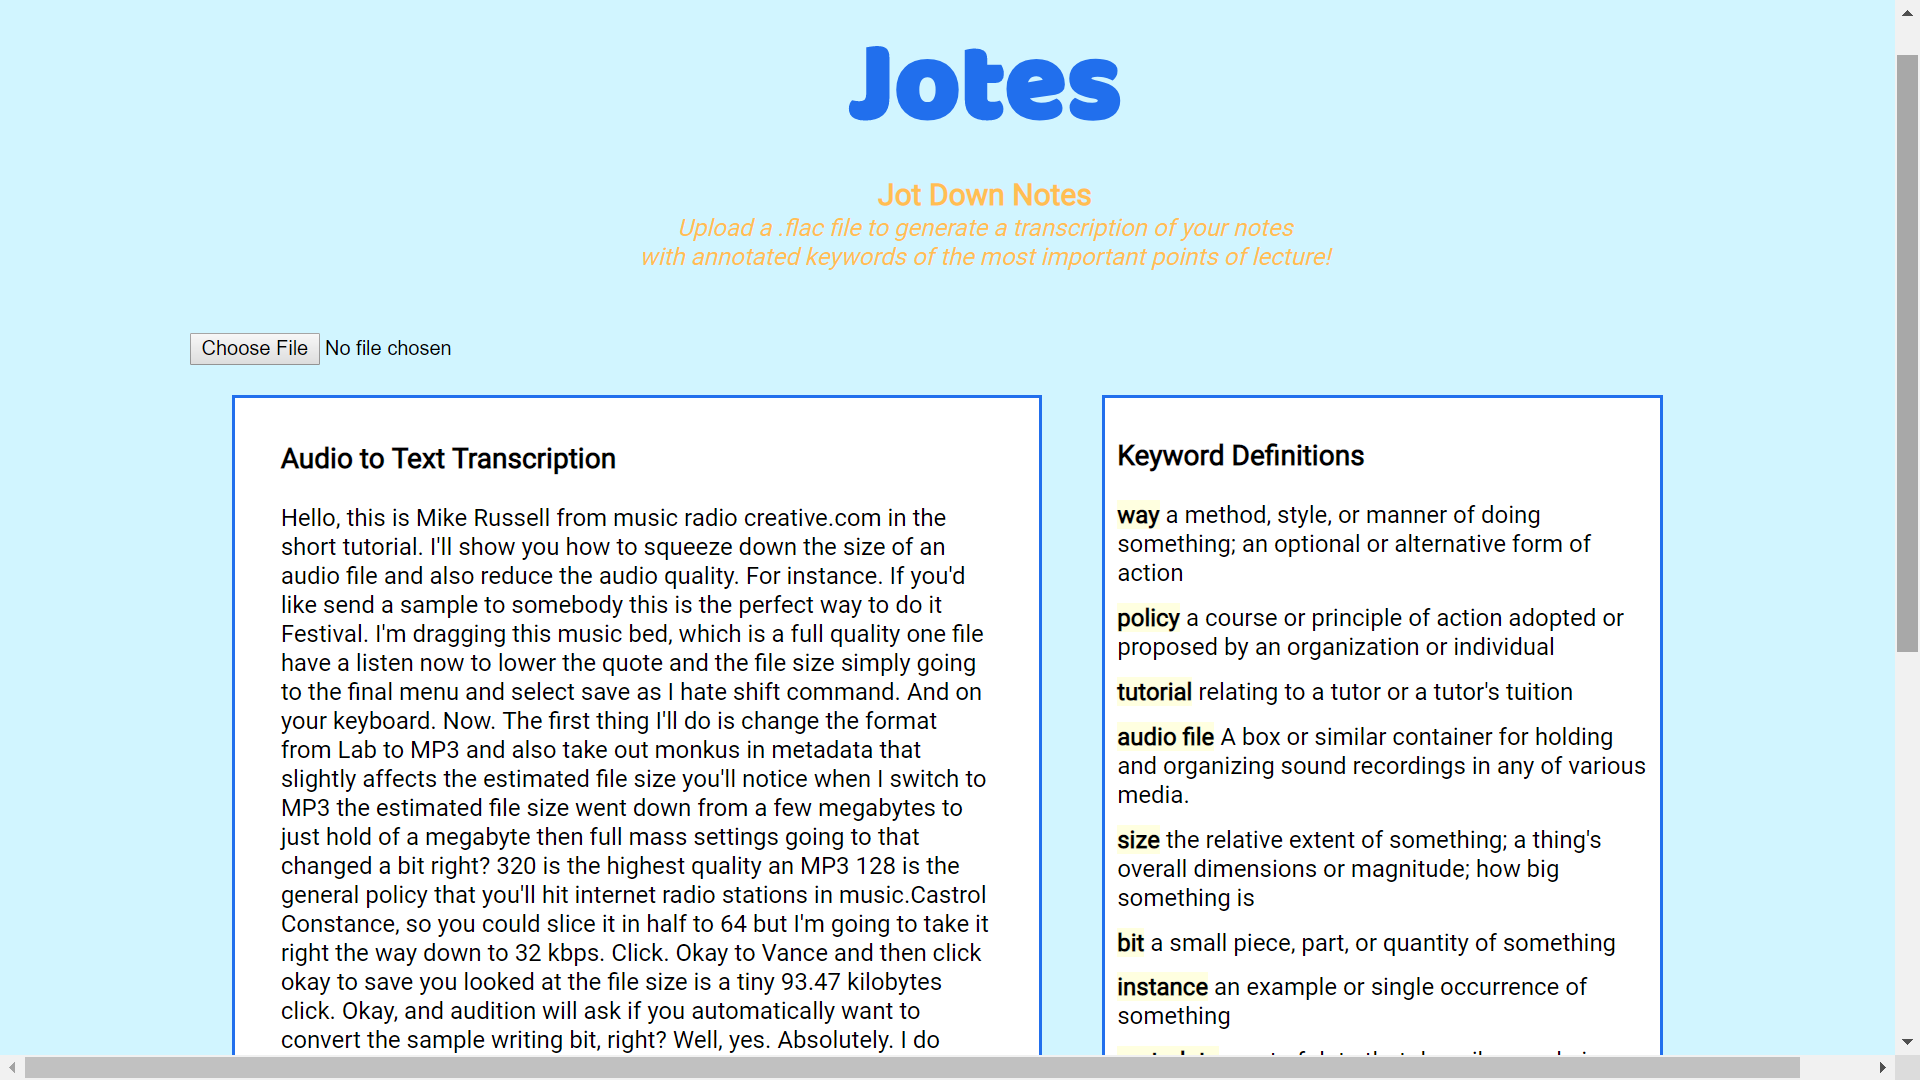 Jotes
Jot Down Notes
Upload a .flac file to generate a transcription of your notes
with annotated keywords of the most important points of lecture!
Choose File No file chosen
Audio to Text Transcription
Hello, this is Mike Russell from music radio creative.com in the
short tutorial. I'll show you how to squeeze down the size of an
audio file and also reduce the audio quality. For instance. If you'd
like send a sample to somebody this is the perfect way to do it
Festival. I'm dragging this music bed, which is a full quality one file
have a listen now to lower the quote and the file size simply going
to the final menu and select save as I hate shift command. And on
your keyboard. Now. The first thing I'll do is change the format
from Lab to MP3 and also take out monkus in metadata that
slightly affects the estimated file size you'll notice when I switch to
MP3 the estimated file size went down from a few megabytes to
just hold of a megabyte then full mass settings going to that
changed a bit right? 320 is the highest quality an MP3 128 is the
general policy that you'll hit internet radio stations in music.Castrol
Constance, so you could slice it in half to 64 but I'm going to take it
right the way down to 32 kbps. Click. Okay to Vance and then click
okay to save you looked at the file size is a tiny 93.47 kilobytes
click. Okay, and audition will ask if you automatically want to
convert the sample writing bit, right? Well, yes. Absolutely. I do
Keyword Definitions
way a method, style, or manner of doing
something; an optional or alternative form of
action
policy a course or principle of action adopted or
proposed by an organization or individual
tutorial relating to a tutor or a tutor's tuition
audio file A box or similar container for holding
and organizing sound recordings in any of various
media.
size the relative extent of something; a thing's
overall dimensions or magnitude; how big
something is
bit a small piece, part, or quantity of something
instance an example or single occurrence of
something